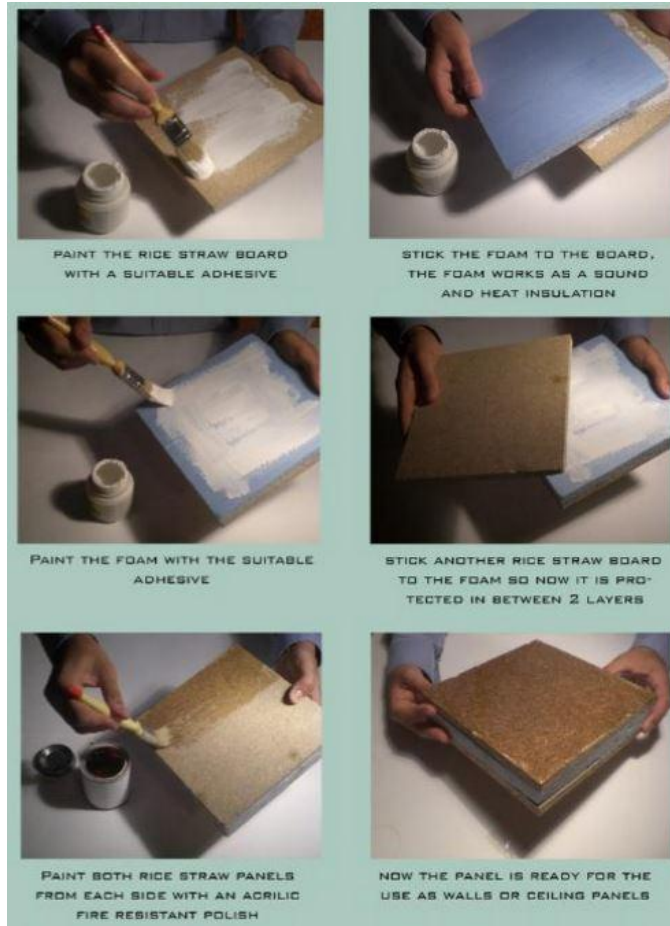 PAINT THE RICE STRAW BOARD
WITH A SUITABLE ADHESIVE
STICK THE FOAM TO THE BOARD,
THE FOAM WORKS AS A SOUND
AND HEAT INSULATION
PAINT THE FOAM WITH THE SUITABLE
ADHESIVE
STICK ANOTHER RICE STRAW BOARD
TO THE FOAM SO NOW IT IS PRO-
TECTED IN BETWEEN 2 LAYERS
PAINT BOTH RICE STRAW PANELS
FROM EACH SIDE WITH AN ACRILIC
FIRE RESISTANT POLISH
NOW THE PANEL IS READY FOR THE
USE AS WALLS OR CEILING PANELS